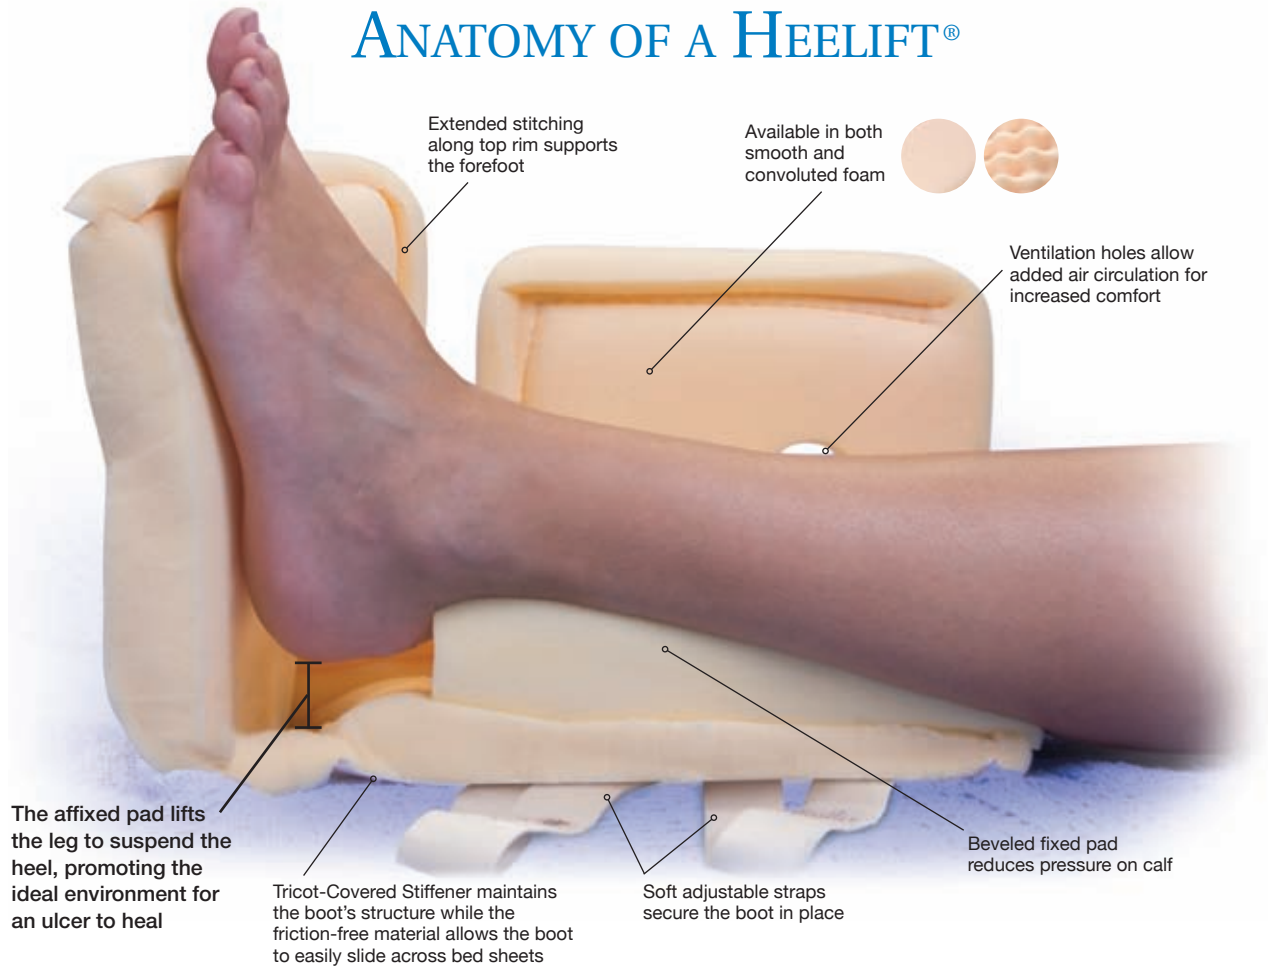 ANATOMY OF A HEELIFT®
Extended stitching
along top rim supports
the forefoot
Available in both
smooth and
convoluted foam
Ventilation holes allow
added air circulation for
increased comfort
The affixed pad lifts
the leg to suspend the
heel, promoting the
ideal environment for
an ulcer to heal
Tricot-Covered Stiffener maintains
the boot's structure while the
friction-free material allows the boot
to easily slide across bed sheets
Soft adjustable straps
secure the boot in place
Beveled fixed pad
reduces pressure on calf